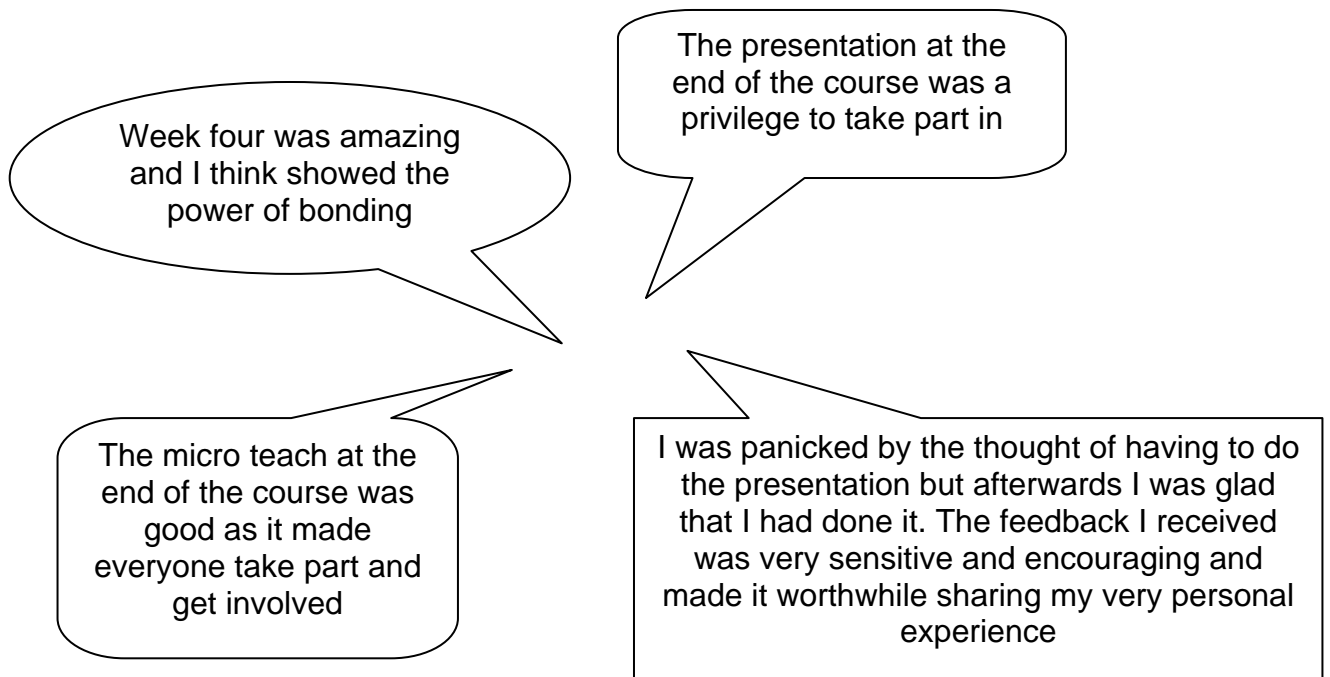 The presentation at the
end of the course was a
privilege to take part in
Week four was amazing
and I think showed the
power of bonding
The micro teach at the
end of the course was
good as it made
everyone take part and
get involved
I was panicked by the thought of having to do
the presentation but afterwards I was glad
that I had done it. The feedback I received
was very sensitive and encouraging and
made it worthwhile sharing my very personal
experience